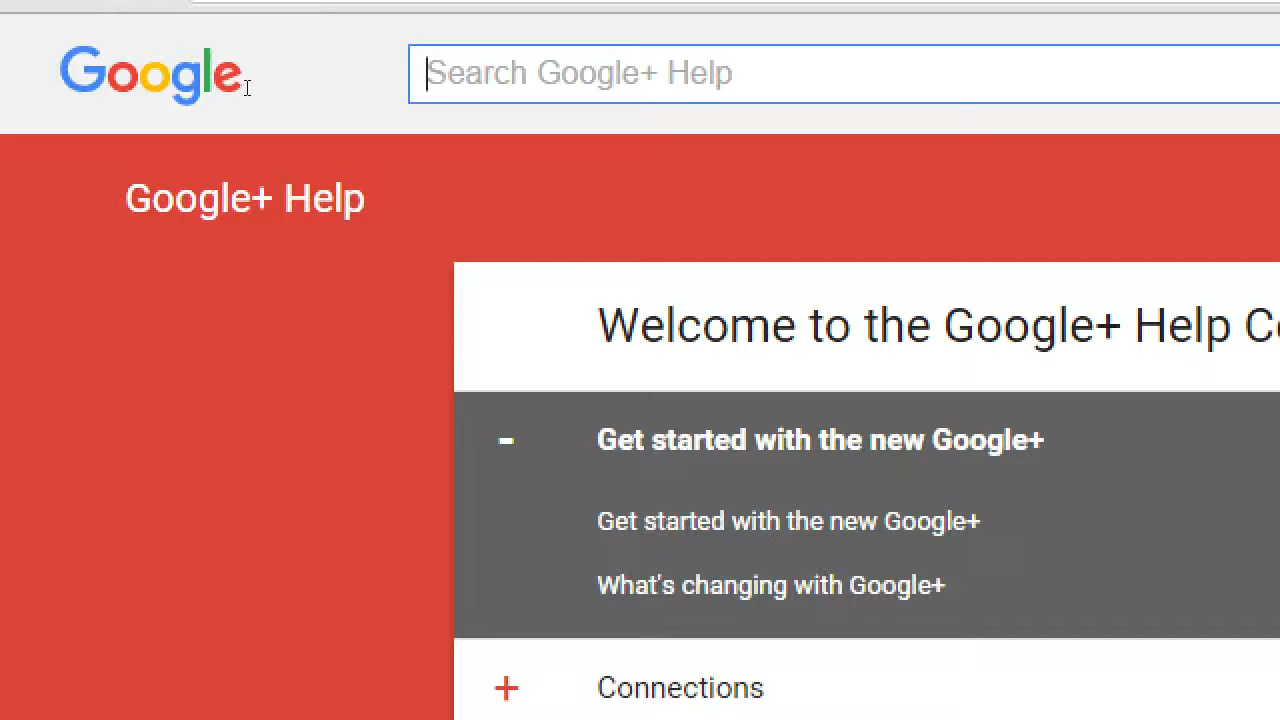 Google
Search Google+ Help
Google+ Help
Welcome to the Google+ Help
- Get started with the new Google+
Get started with the new Google+
What's changing with Google+
+ Connections